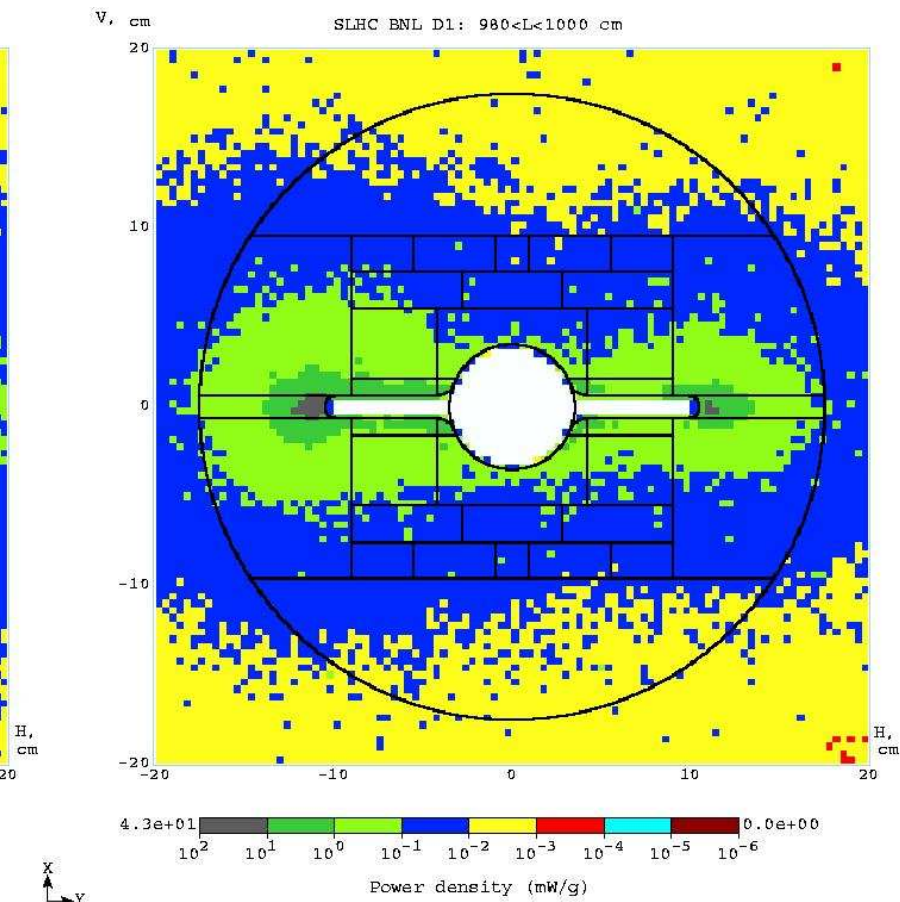 V, cm
SLHC BNL D1: 980<L<1000 cm
20
10
0
-10
-20
H,
cm
H,
cm
20
-20 -10 0 10 20
4.3e+01 0.0e+00
10^2 10^1 10^0 10^-1 10^-2 10^-3 10^-4 10^-5 10^-6
Power density (mW/g)
X
Y